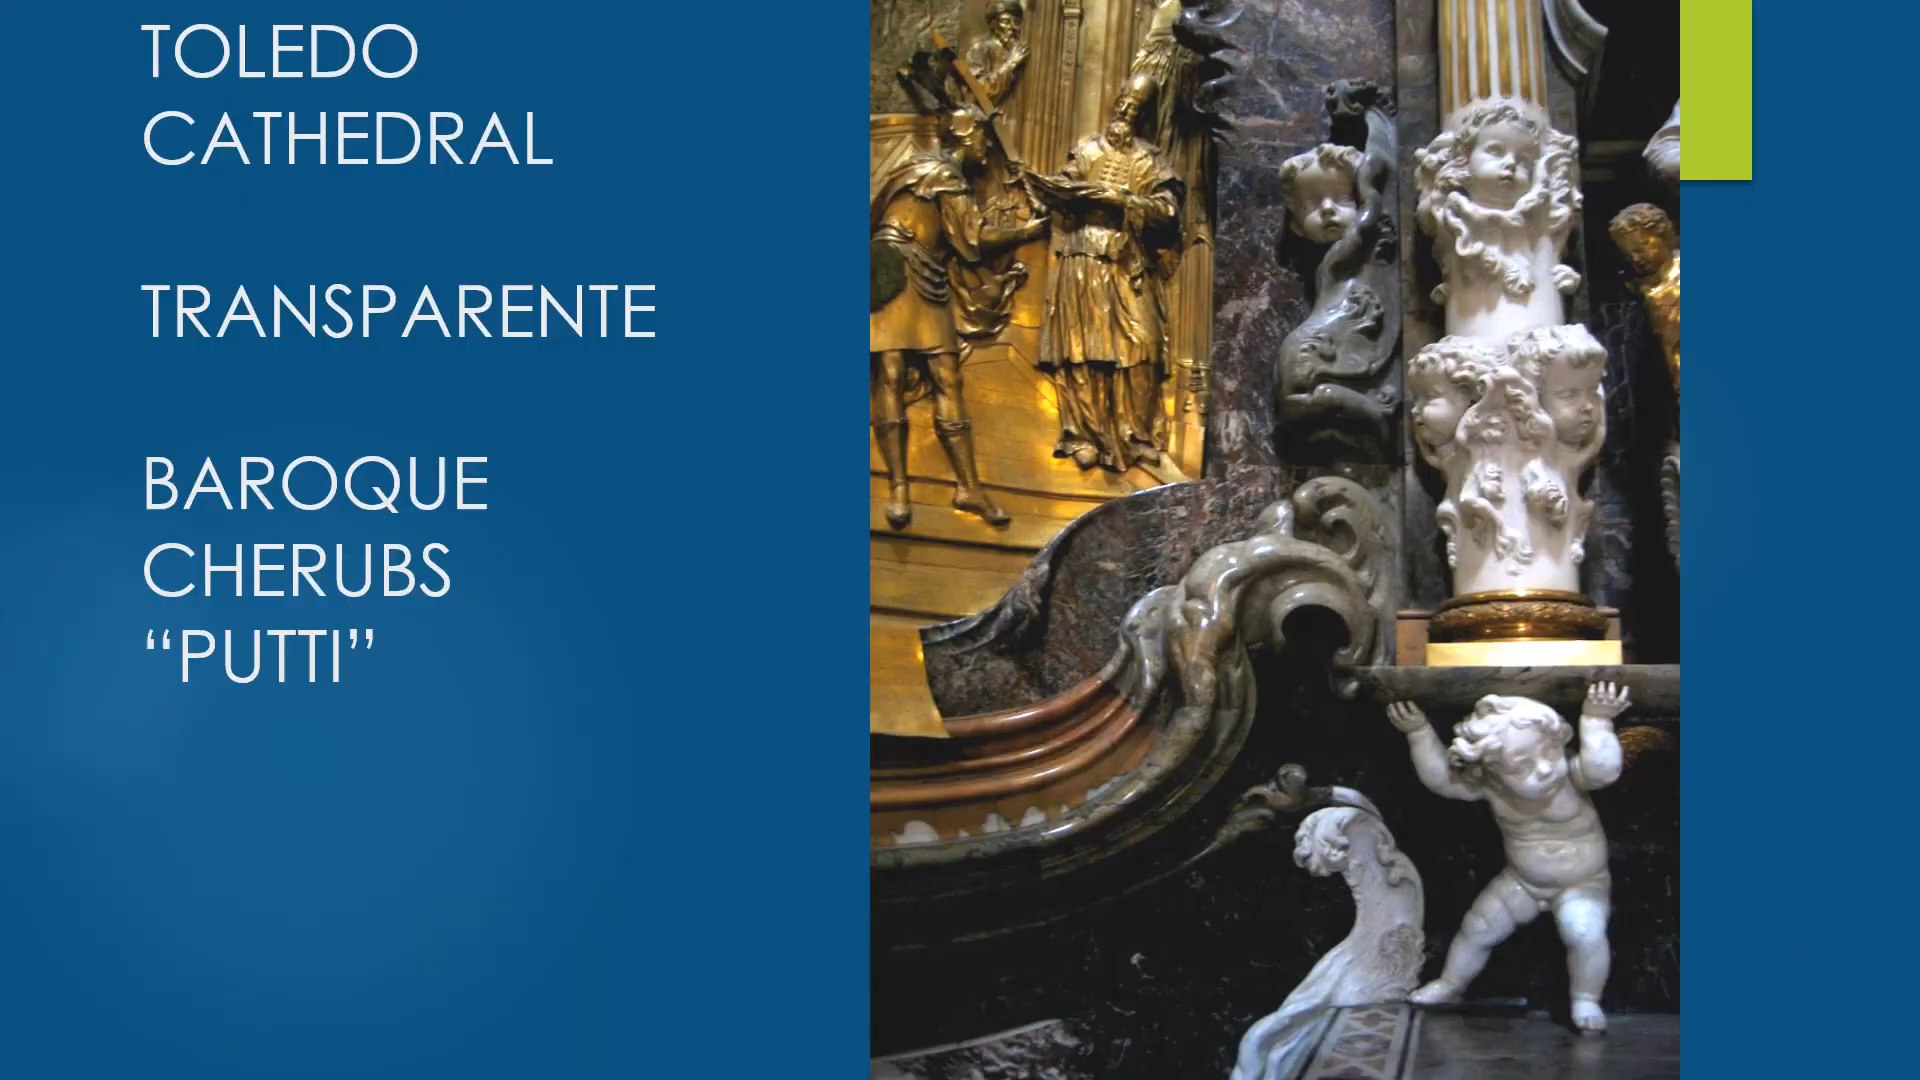 TOLEDO
CATHEDRAL
TRANSPARENTE
BAROQUE
CHERUBS
“PUTTI”